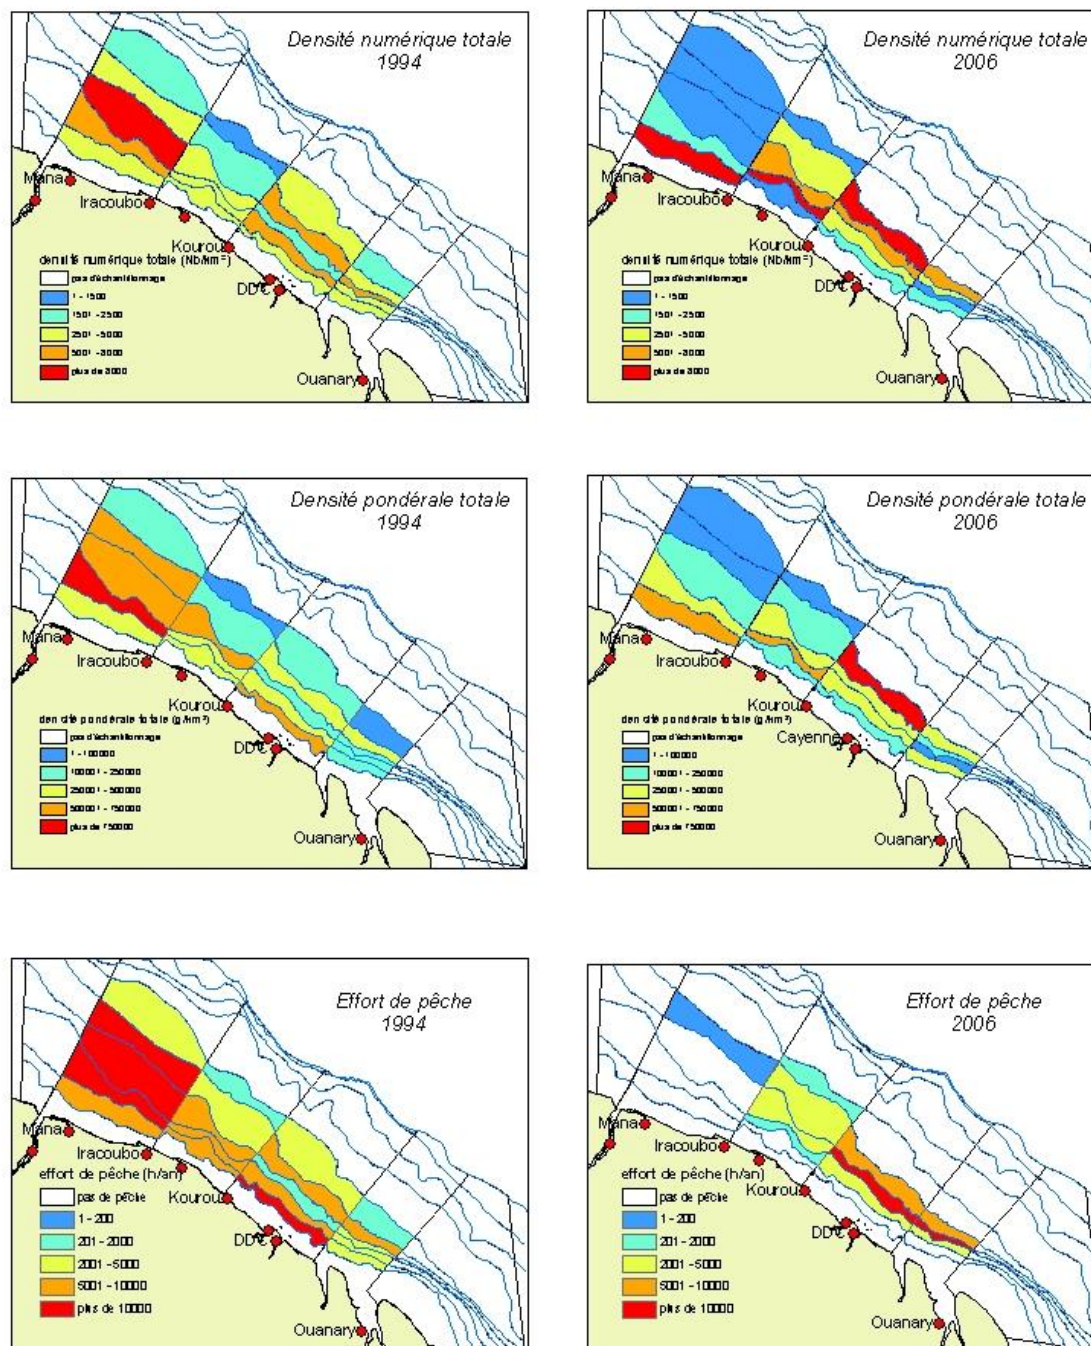 Densité numérique totale
1994
Mana
Iracoubo
Kourou
densité numérique totale (Nb/km²)
pas d'échantillonnage
1 - 1500
1501 - 2500
2501 - 5000
5001 - 8000
plus de 8000
DDC
Ouanary
Densité numérique totale
2006
Mana
Iracoubo
Kourou
densité numérique totale (Nb/km²)
pas d'échantillonnage
1 - 1500
1501 - 2500
2501 - 5000
5001 - 8000
plus de 8000
DDC
Ouanary
Densité pondérale totale
1994
Mana
Iracoubo
Kourou
densité pondérale totale (g/km²)
pas d'échantillonnage
1 - 100000
100001 - 250000
250001 - 500000
500001 - 750000
plus de 750000
Ouanary
Densité pondérale totale
2006
Mana
Iracoubo
Kourou
densité pondérale totale (g/km²)
pas d'échantillonnage
Cayenne
1 - 100000
100001 - 250000
250001 - 500000
500001 - 750000
plus de 750000
Ouanary
Effort de pêche
1994
Mana
Iracoubo
effort de pêche (h/an)
Kourou
pas de pêche
1 - 200
201 - 2000
2001 - 5000
5001 - 10000
plus de 10000
Ouanary
Effort de pêche
2006
Mana
Iracoubo
effort de pêche (h/an)
Kourou
pas de pêche
1 - 200
201 - 2000
2001 - 5000
5001 - 10000
plus de 10000
Ouanary